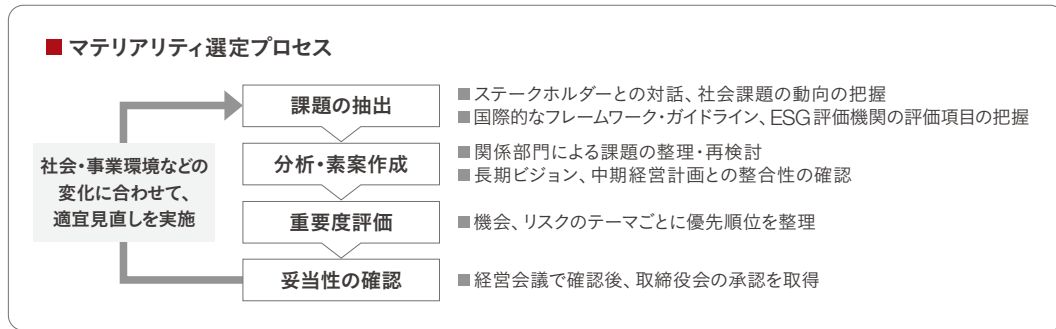 ■ マテリアリティ選定プロセス
課題の抽出
■ステークホルダーとの対話、社会課題の動向の把握
■国際的なフレームワーク・ガイドライン、ESG評価機関の評価項目の把握
分析・素案作成
■関係部門による課題の整理・再検討
■長期ビジョン、中期経営計画との整合性の確認
重要度評価
■機会、リスクのテーマごとに優先順位を整理
妥当性の確認
■経営会議で確認後、取締役会の承認を取得
社会・事業環境などの
変化に合わせて、
適宜見直しを実施